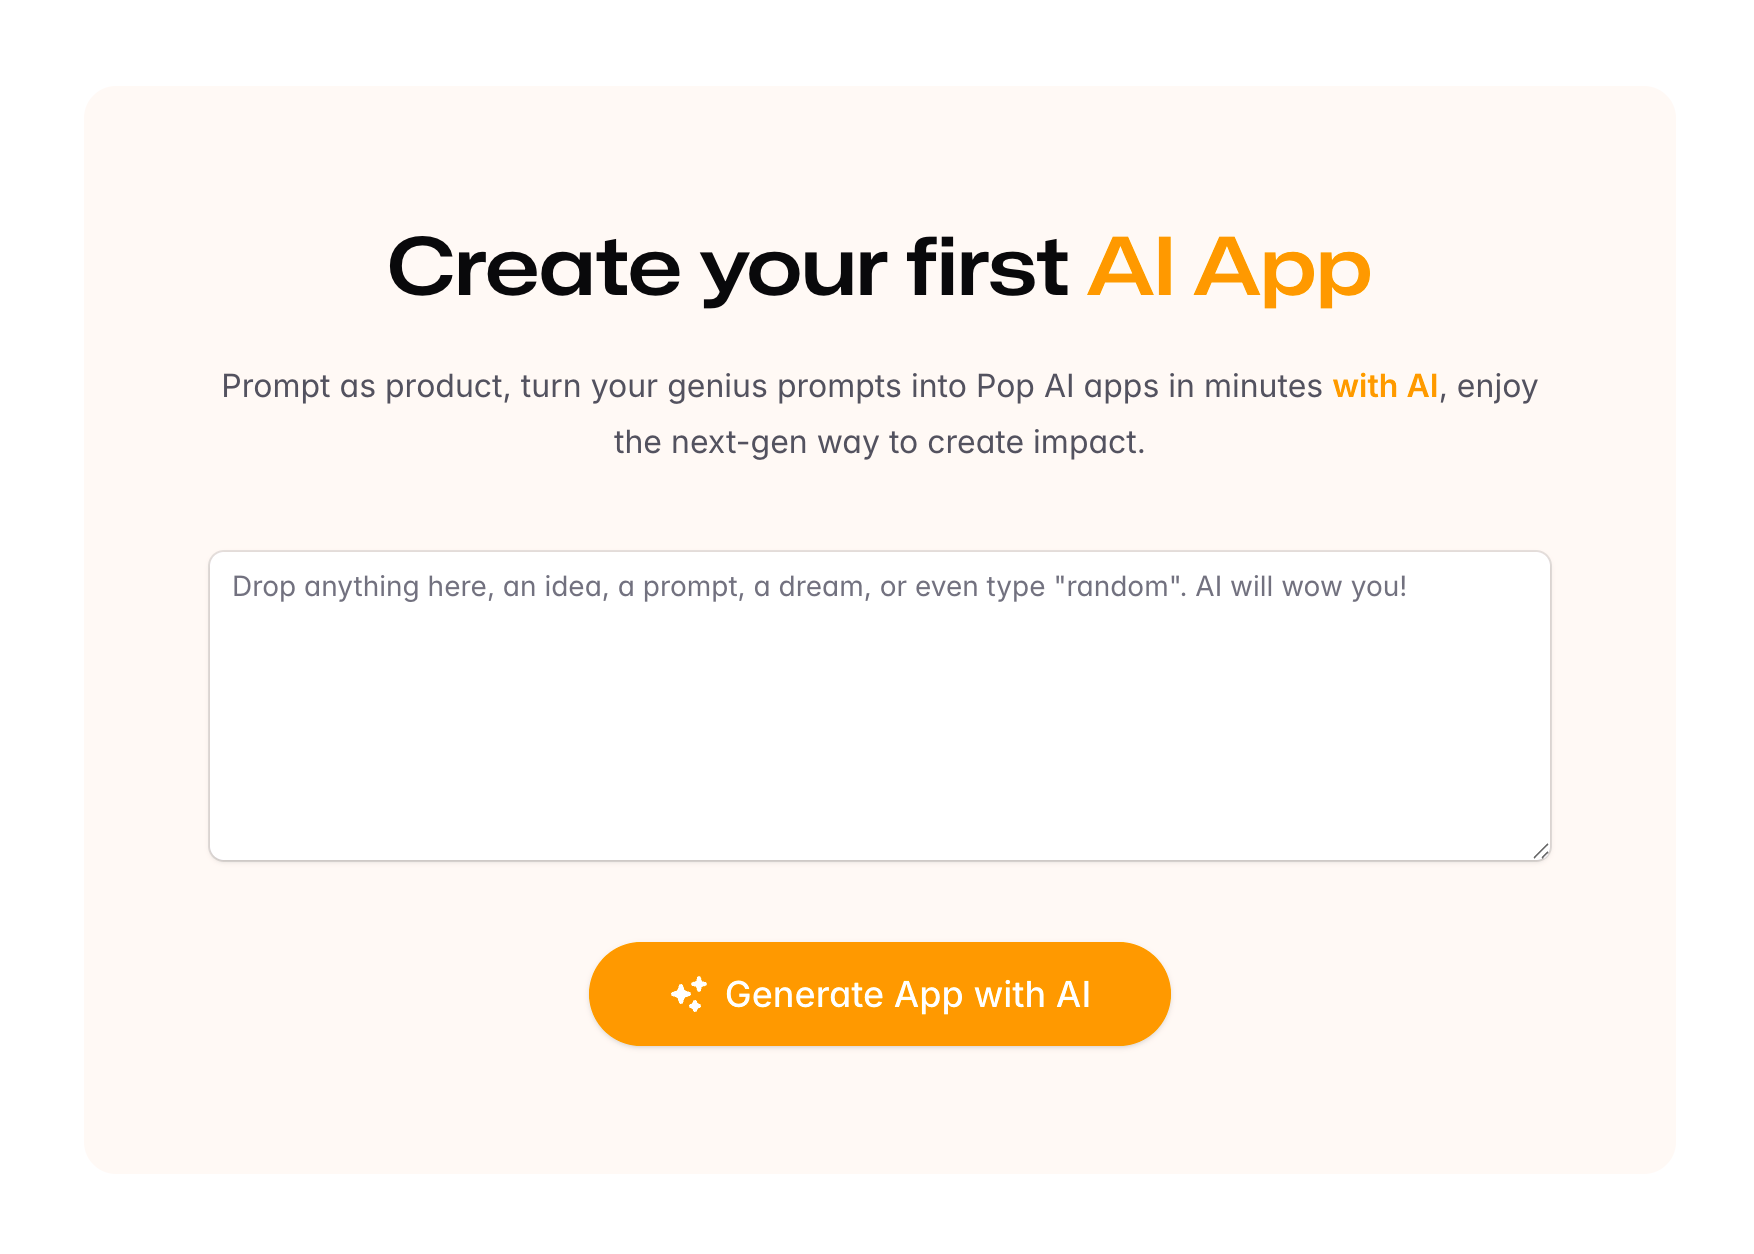 Create your first AI App
Prompt as product, turn your genius prompts into Pop AI apps in minutes with AI, enjoy
the next-gen way to create impact.
Drop anything here, an idea, a prompt, a dream, or even type "random". AI will wow you!
Generate App with AI